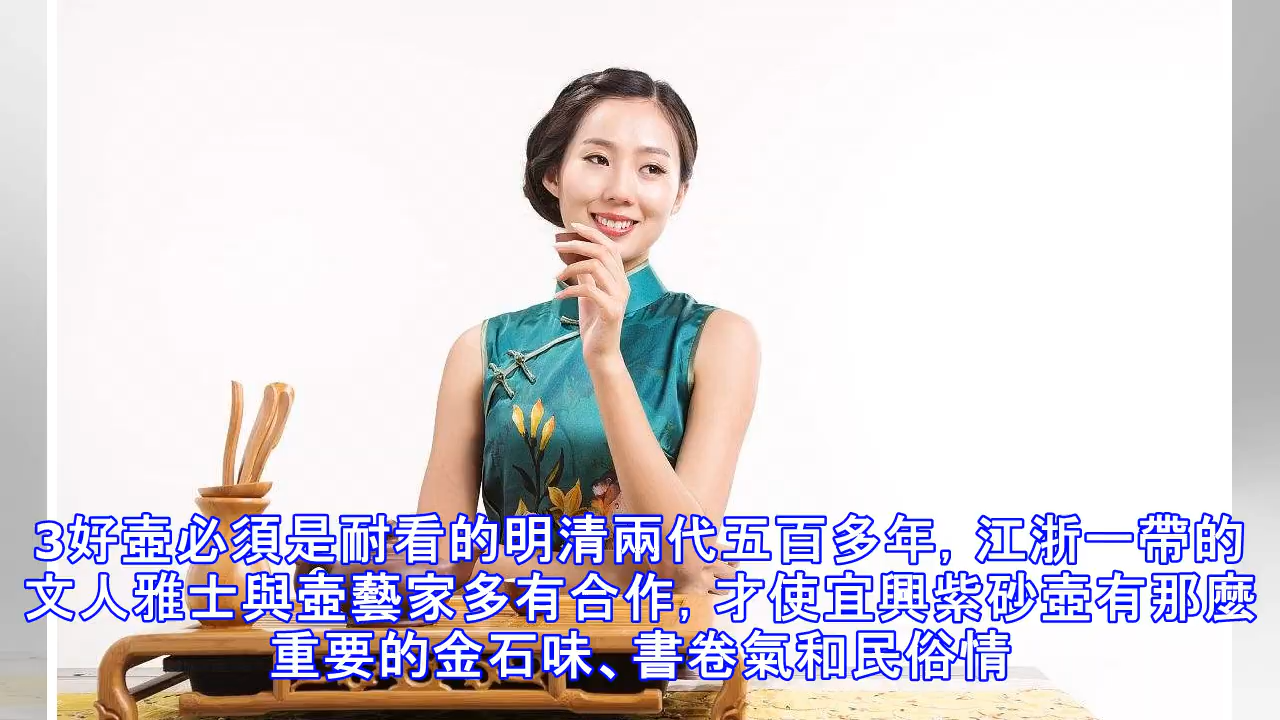 3好壺必須是耐看的明清兩代五百多年, 江浙一帶的
文人雅士與壺藝家多有合作, 才使宜興紫砂壺有那麼
重要的金石味、書卷氣和民俗情